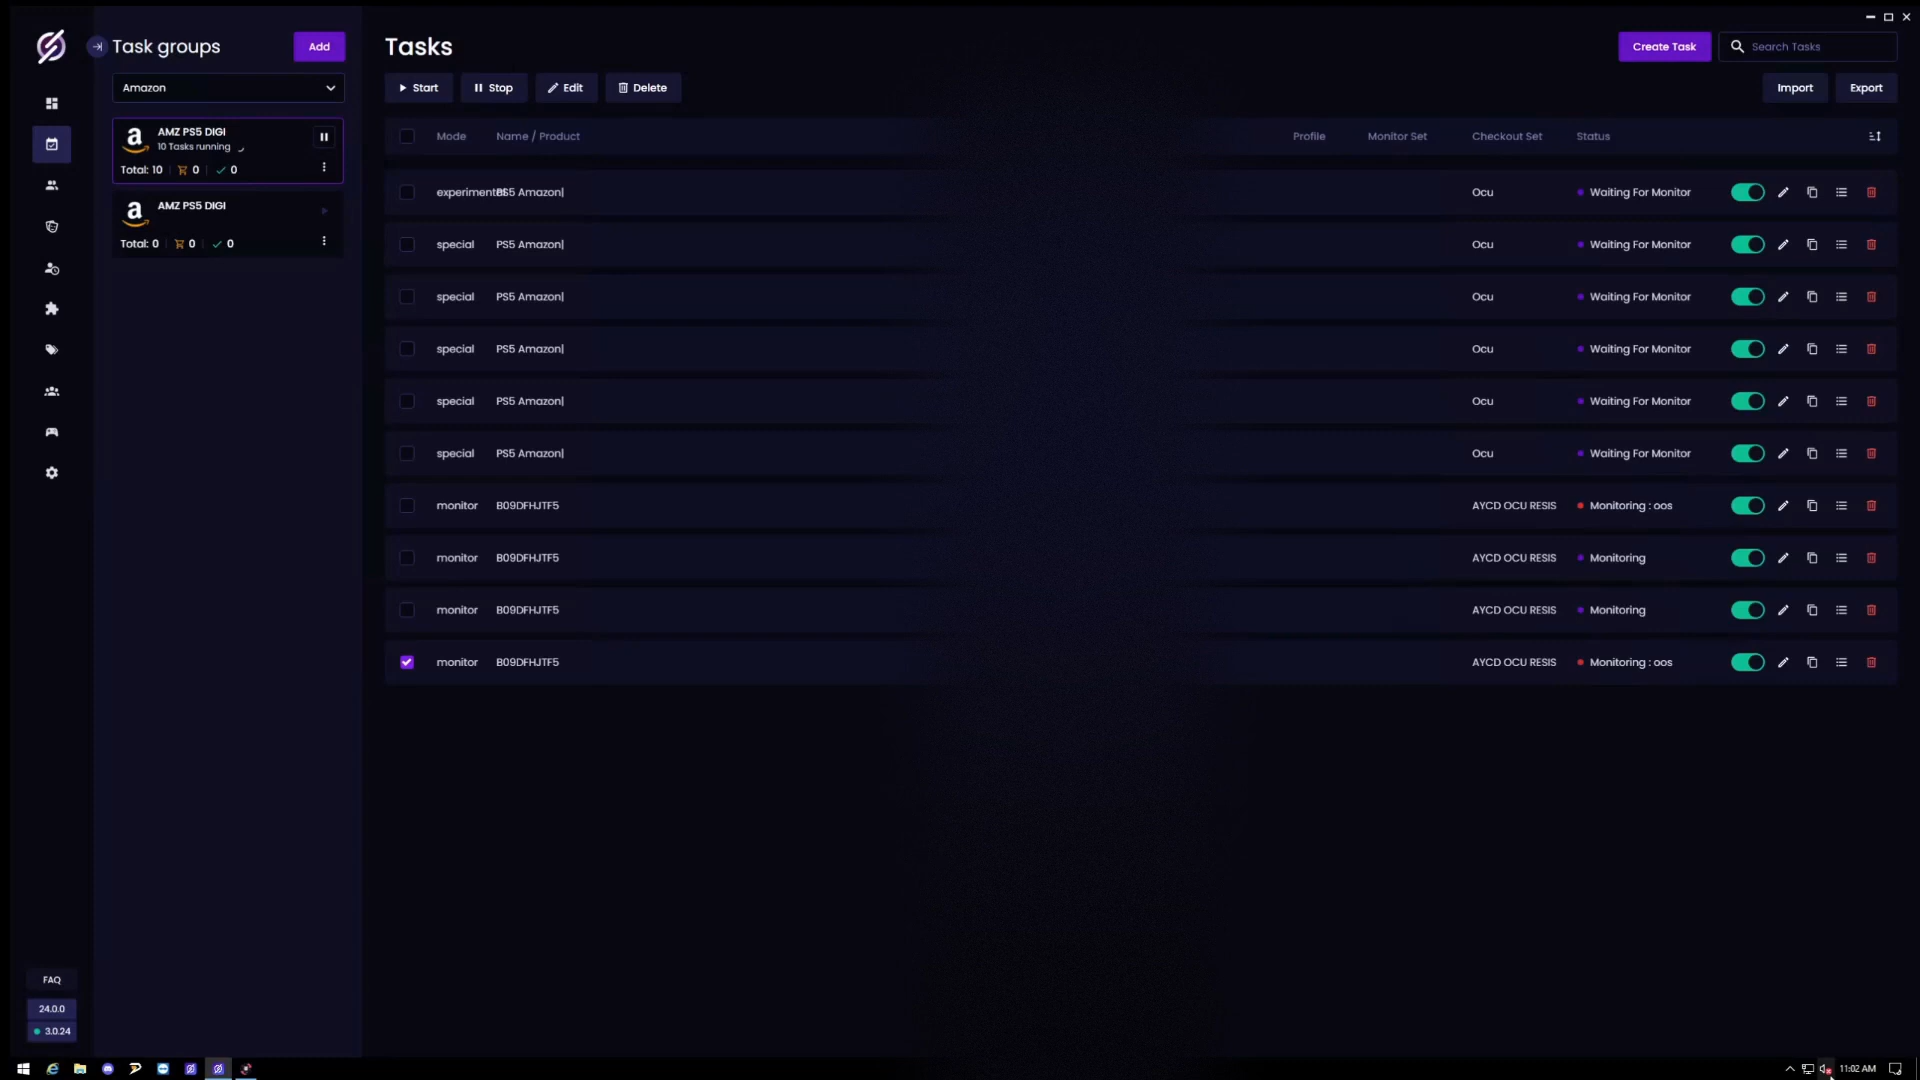 Task groups
Add
Amazon
AMZ PS5 DIGI
10 Tasks running
Total: 10 0 0
AMZ PS5 DIGI
Total: 0 0 0
FAQ
24.0.0
3.0.24
Tasks
Create Task
Search Tasks
Start
Stop
Edit
Delete
Import
Export
Mode Name / Product Profile Monitor Set Checkout Set Status
experimental PS5 Amazon| Ocu Waiting For Monitor
special PS5 Amazon| Ocu Waiting For Monitor
special PS5 Amazon| Ocu Waiting For Monitor
special PS5 Amazon| Ocu Waiting For Monitor
special PS5 Amazon| Ocu Waiting For Monitor
special PS5 Amazon| Ocu Waiting For Monitor
monitor B09DFHJTF5 AYCD OCU RESIS Monitoring : oos
monitor B09DFHJTF5 AYCD OCU RESIS Monitoring
monitor B09DFHJTF5 AYCD OCU RESIS Monitoring
monitor B09DFHJTF5 AYCD OCU RESIS Monitoring : oos
11:02 AM